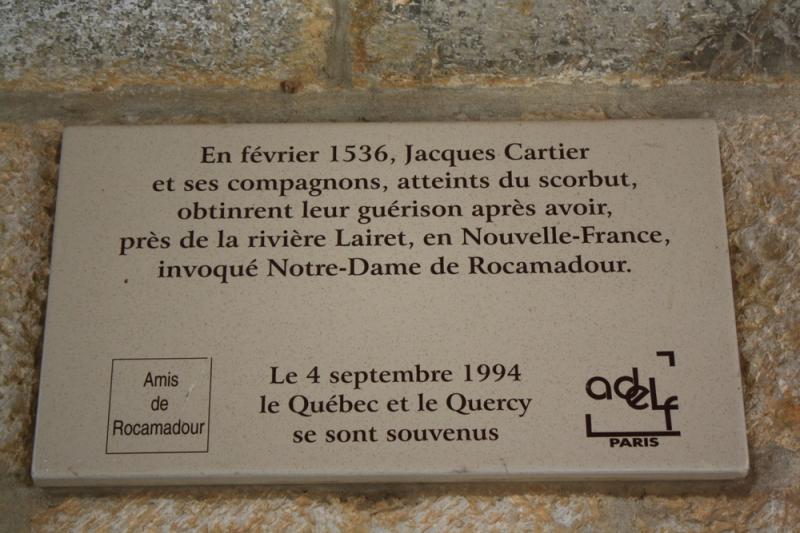 En février 1536, Jacques Cartier
et ses compagnons, atteints du scorbut,
obtinrent leur guérison après avoir,
près de la rivière Lairet, en Nouvelle-France,
invoqué Notre-Dame de Rocamadour.
Amis
de
Rocamadour
Le 4 septembre 1994
le Québec et le Quercy
se sont souvenus
adelf
PARIS